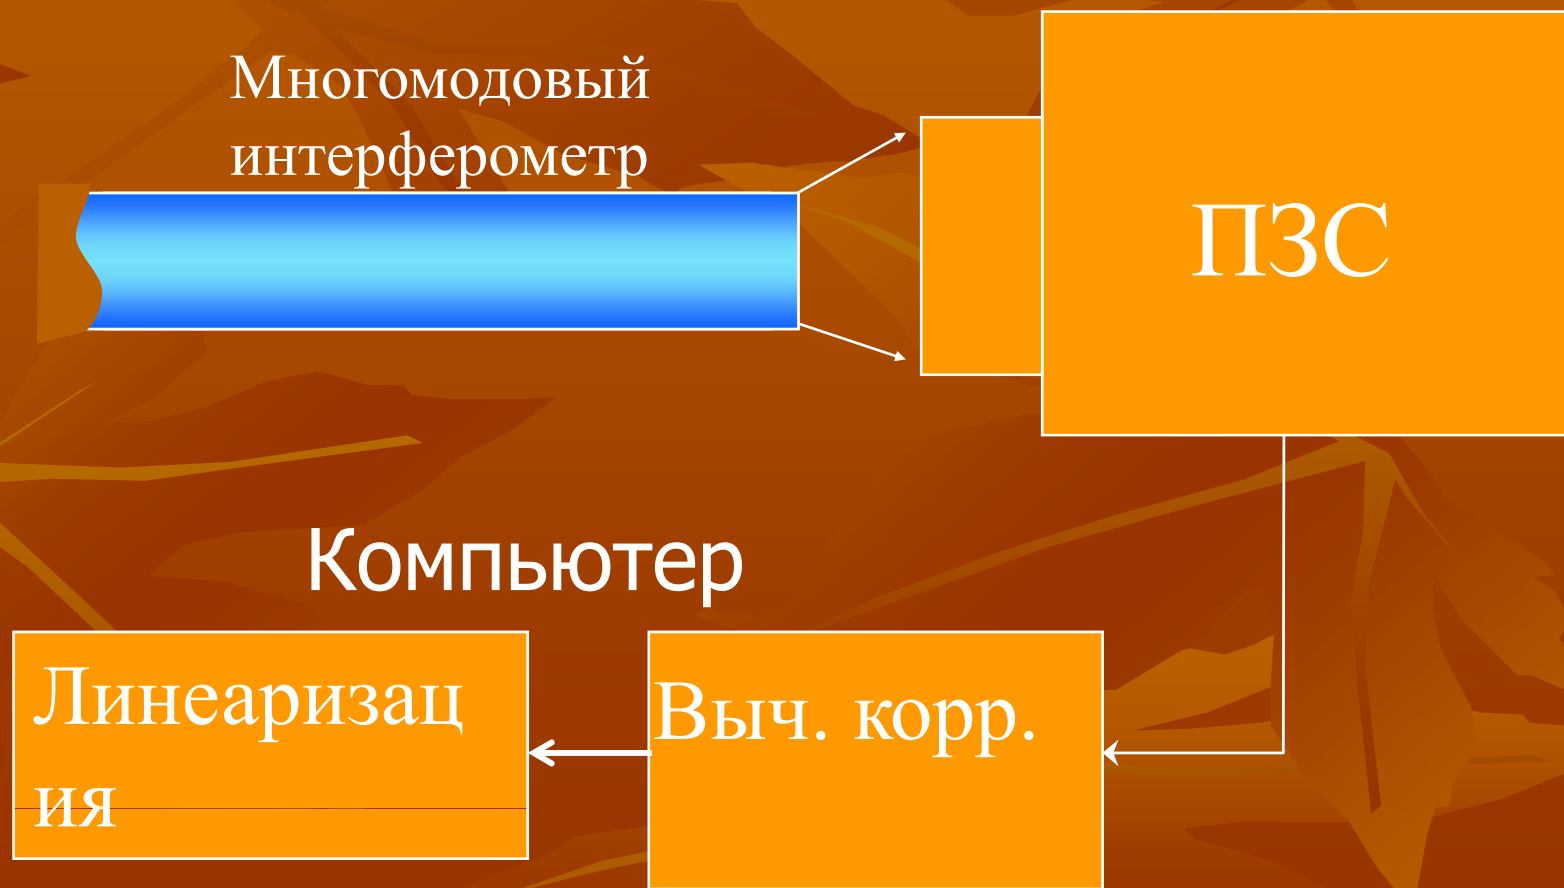 Многомодовый
интерферометр
ПЗС
Компьютер
Линеаризац
ия
Выч. корр.